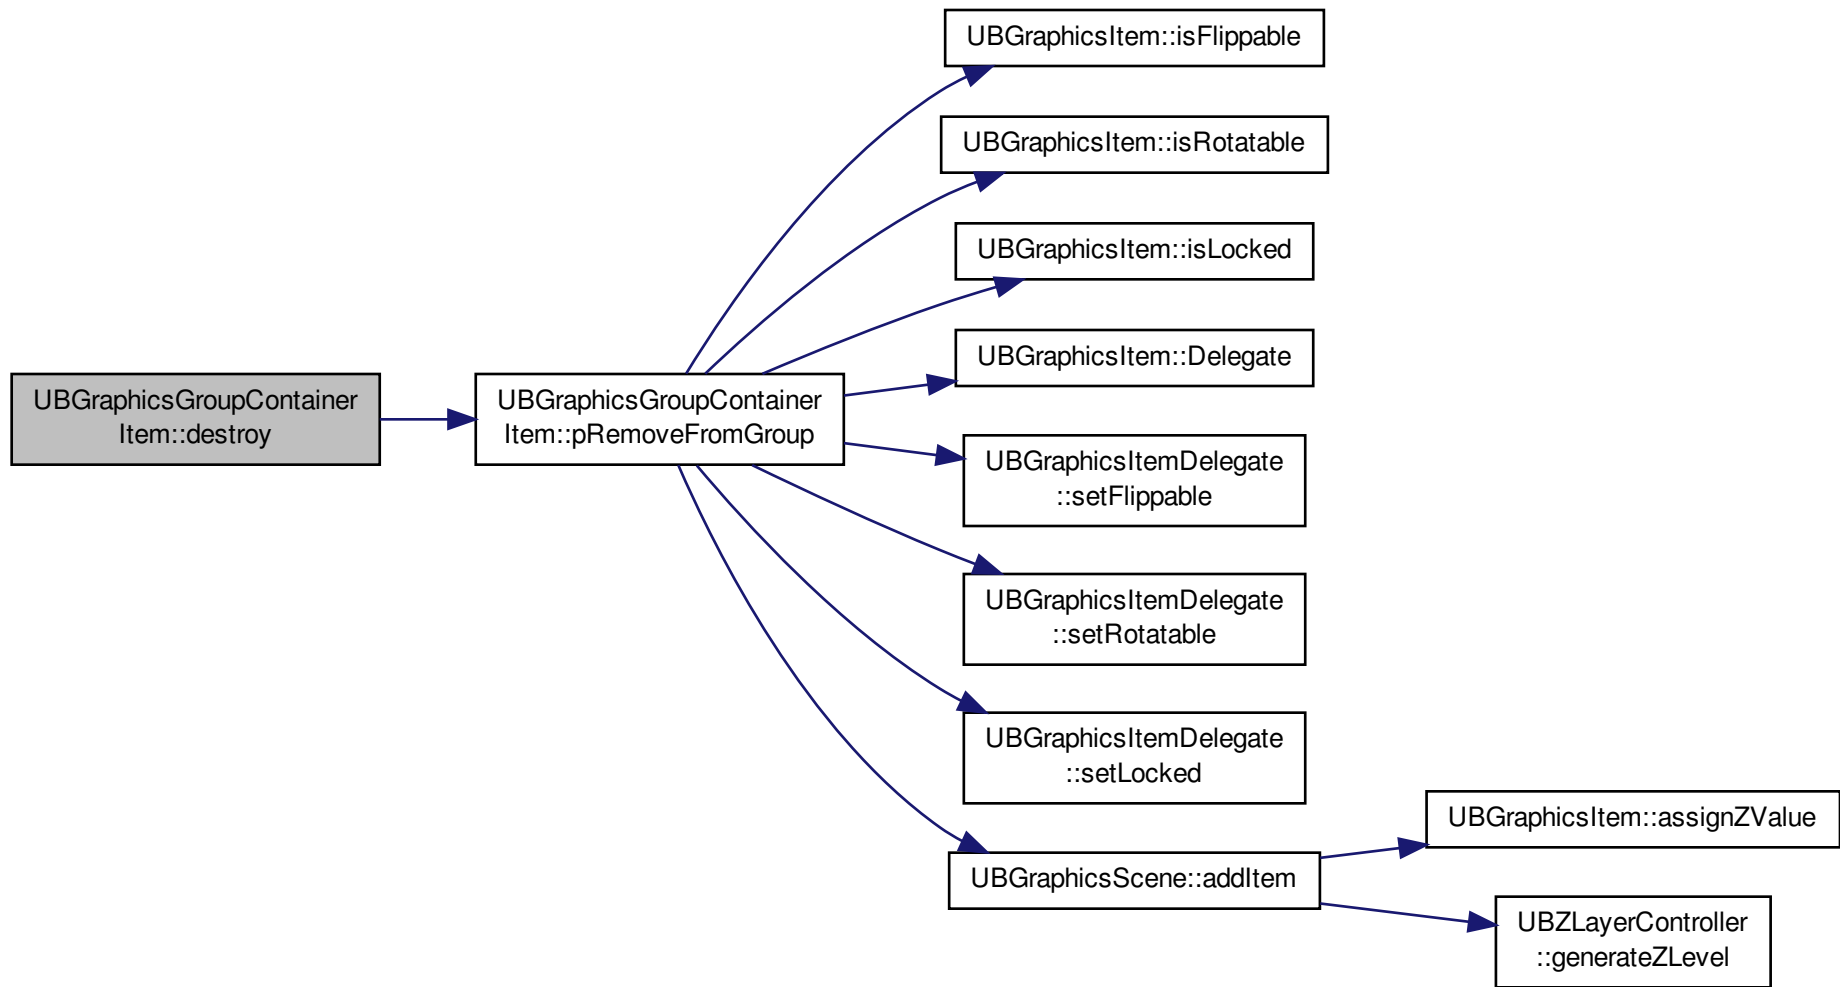 UBGraphicsItem::isFlippable
UBGraphicsItem::isRotatable
UBGraphicsItem::isLocked
UBGraphicsItem::Delegate
UBGraphicsGroupContainer
Item::destroy
UBGraphicsGroupContainer
Item::pRemoveFromGroup
UBGraphicsItemDelegate
::setFlippable
UBGraphicsItemDelegate
::setRotatable
UBGraphicsItemDelegate
::setLocked
UBGraphicsScene::addItem
UBGraphicsItem::assignZValue
UBZLayerController
::generateZLevel